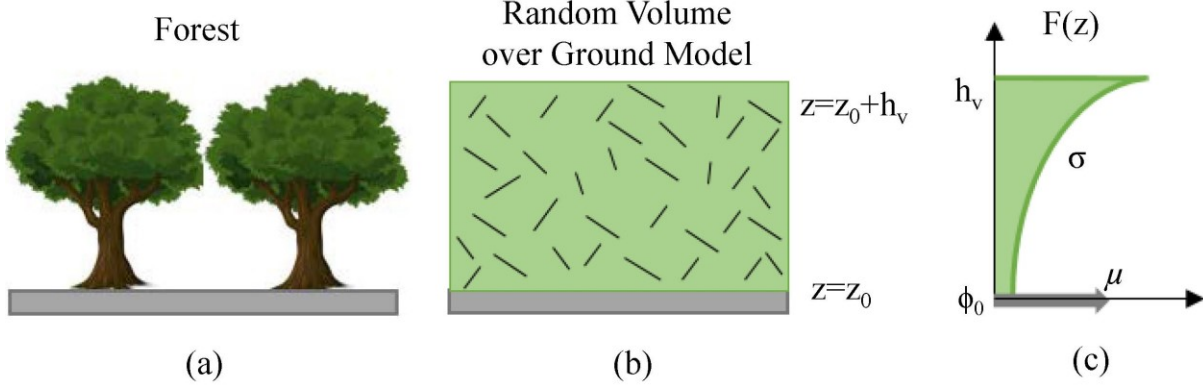 Forest
Random Volume
over Ground Model
F(z)
h_v
z=z_0+h_v
σ
z=z_0
μ
ϕ_0
(a)
(b)
(c)